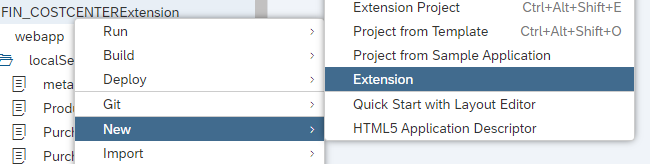 FIN_COSTCENTERExtension
webapp
localSe
meta
Produ
Purch
Purch
Run
Build
Deploy
Git
New
Import
Extension Project Ctrl+Alt+Shift+E
Project from Template Ctrl+Alt+Shift+O
Project from Sample Application
Extension
Quick Start with Layout Editor
HTML5 Application Descriptor